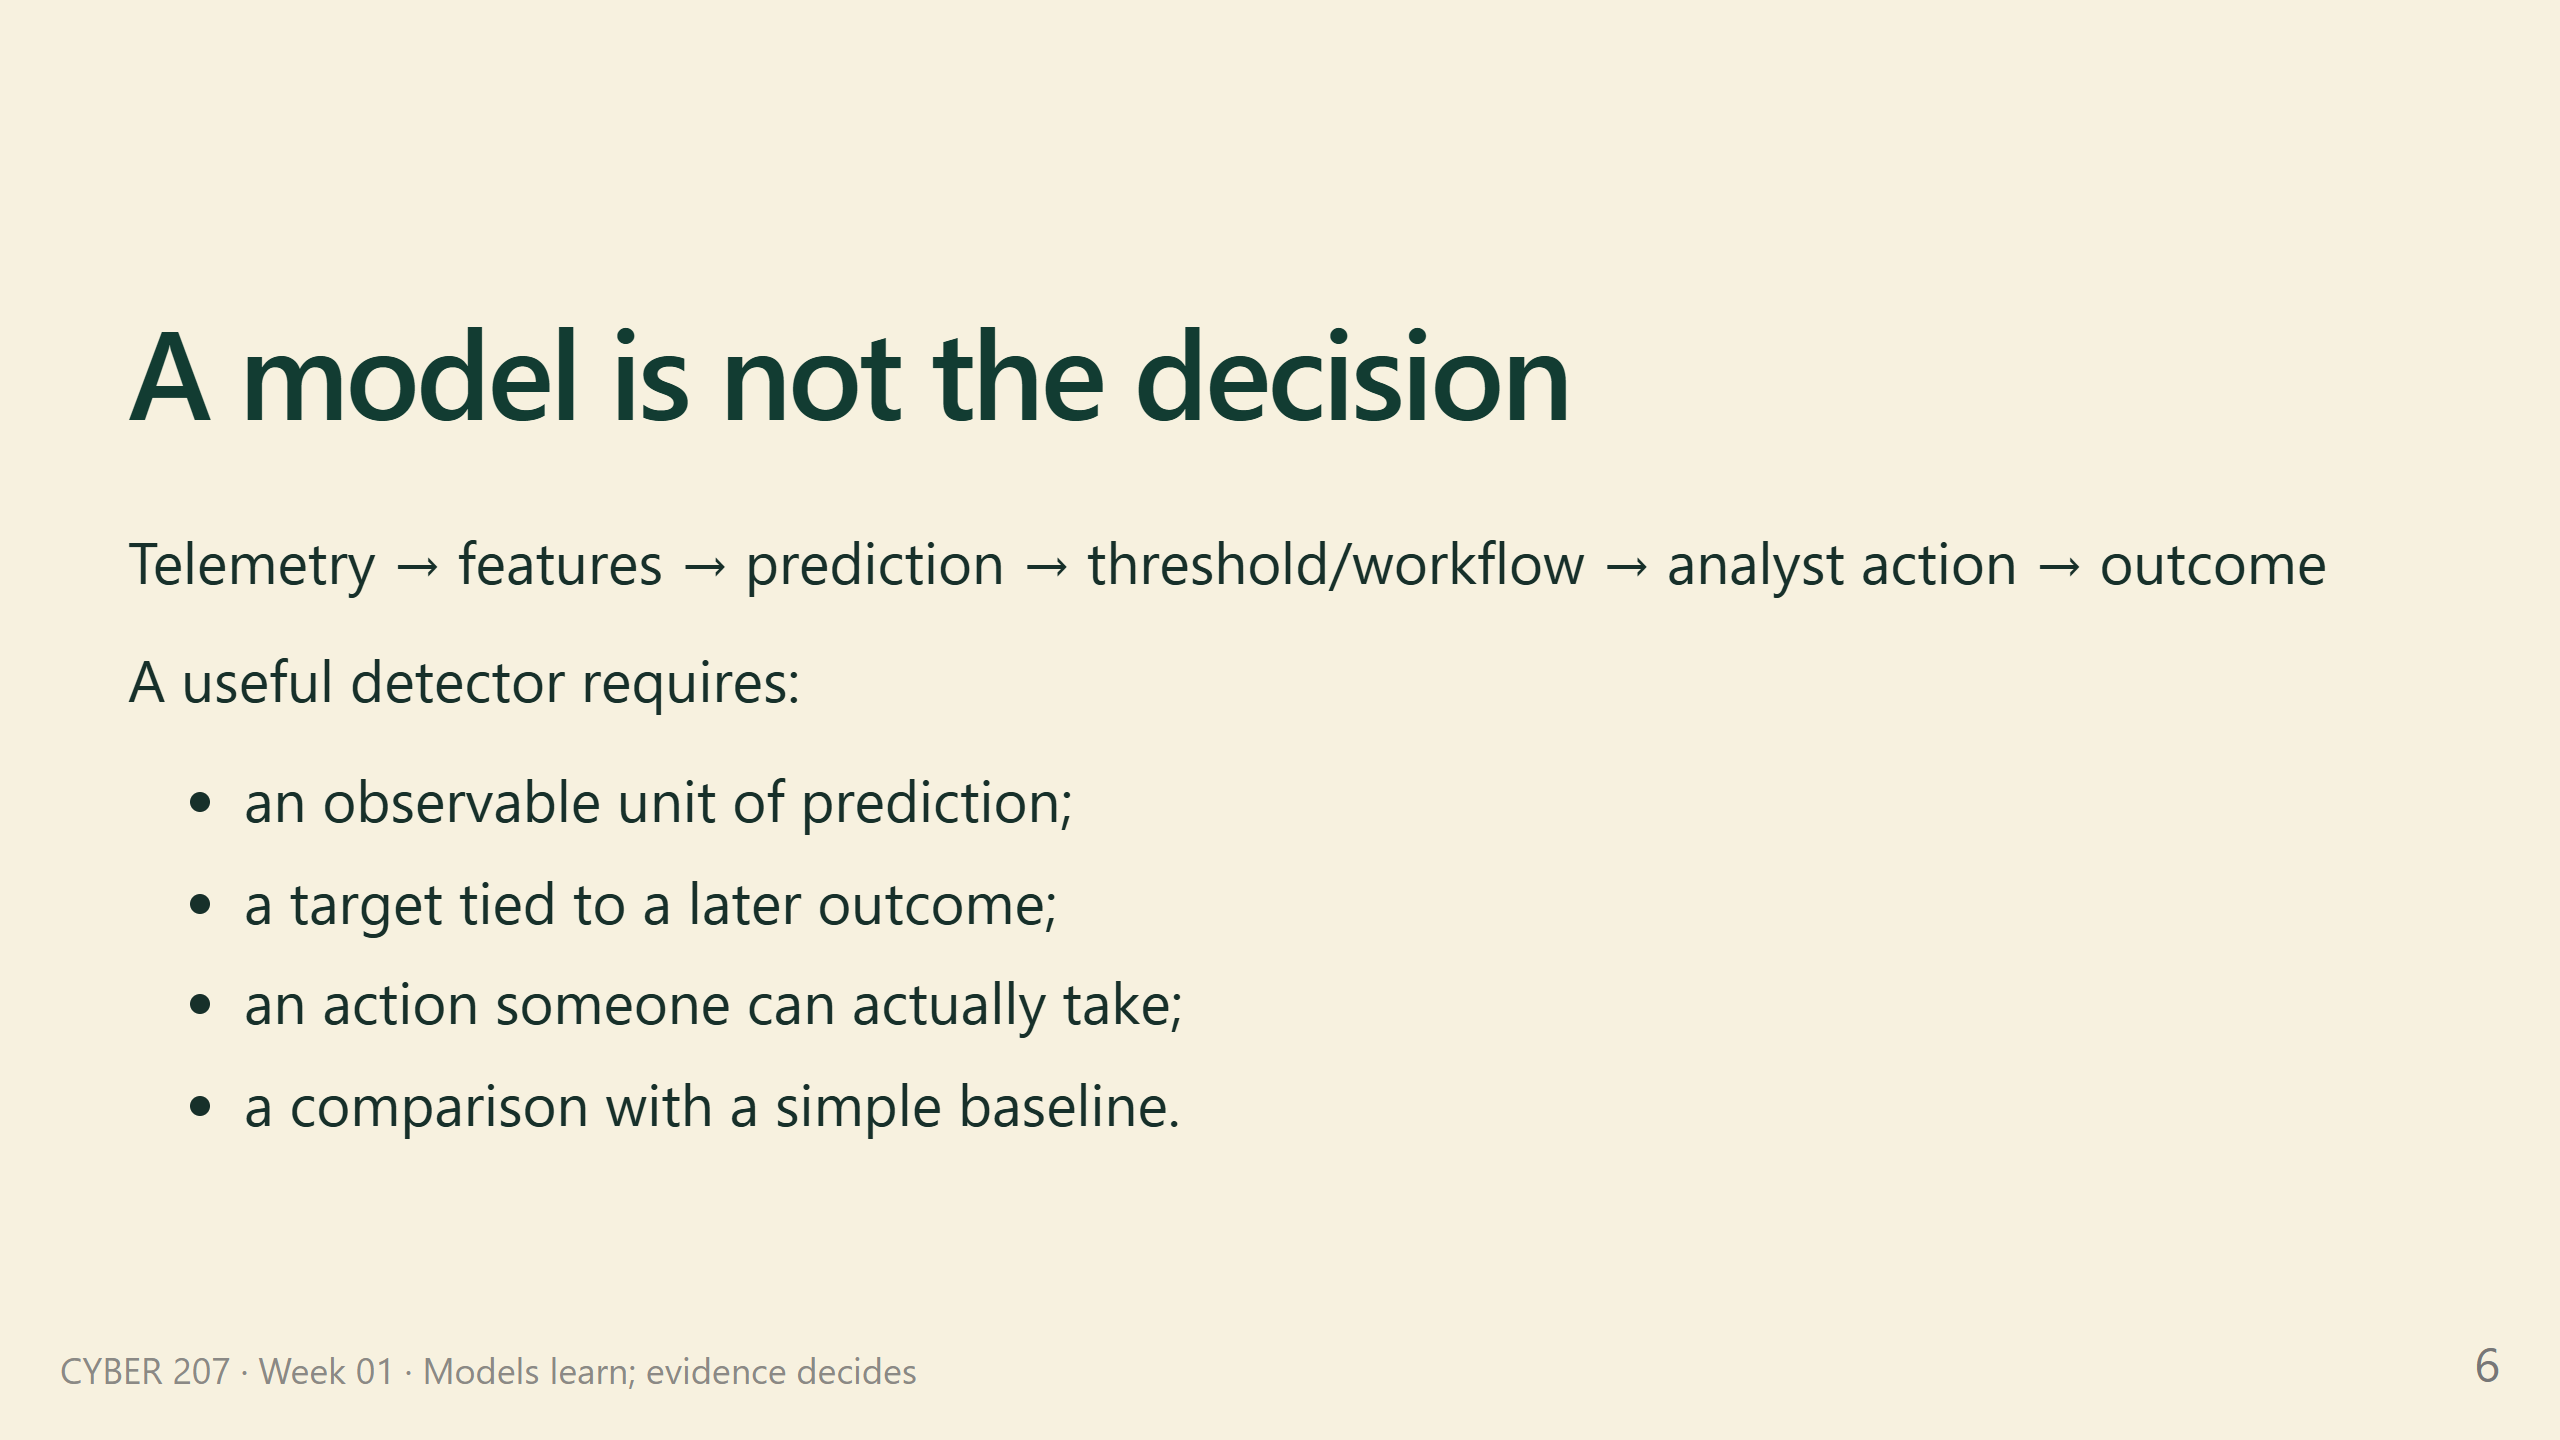 A model is not the decision
Telemetry → features → prediction → threshold/workflow → analyst action → outcome
A useful detector requires:
• an observable unit of prediction;
• a target tied to a later outcome;
• an action someone can actually take;
• a comparison with a simple baseline.
CYBER 207 · Week 01 · Models learn; evidence decides
6